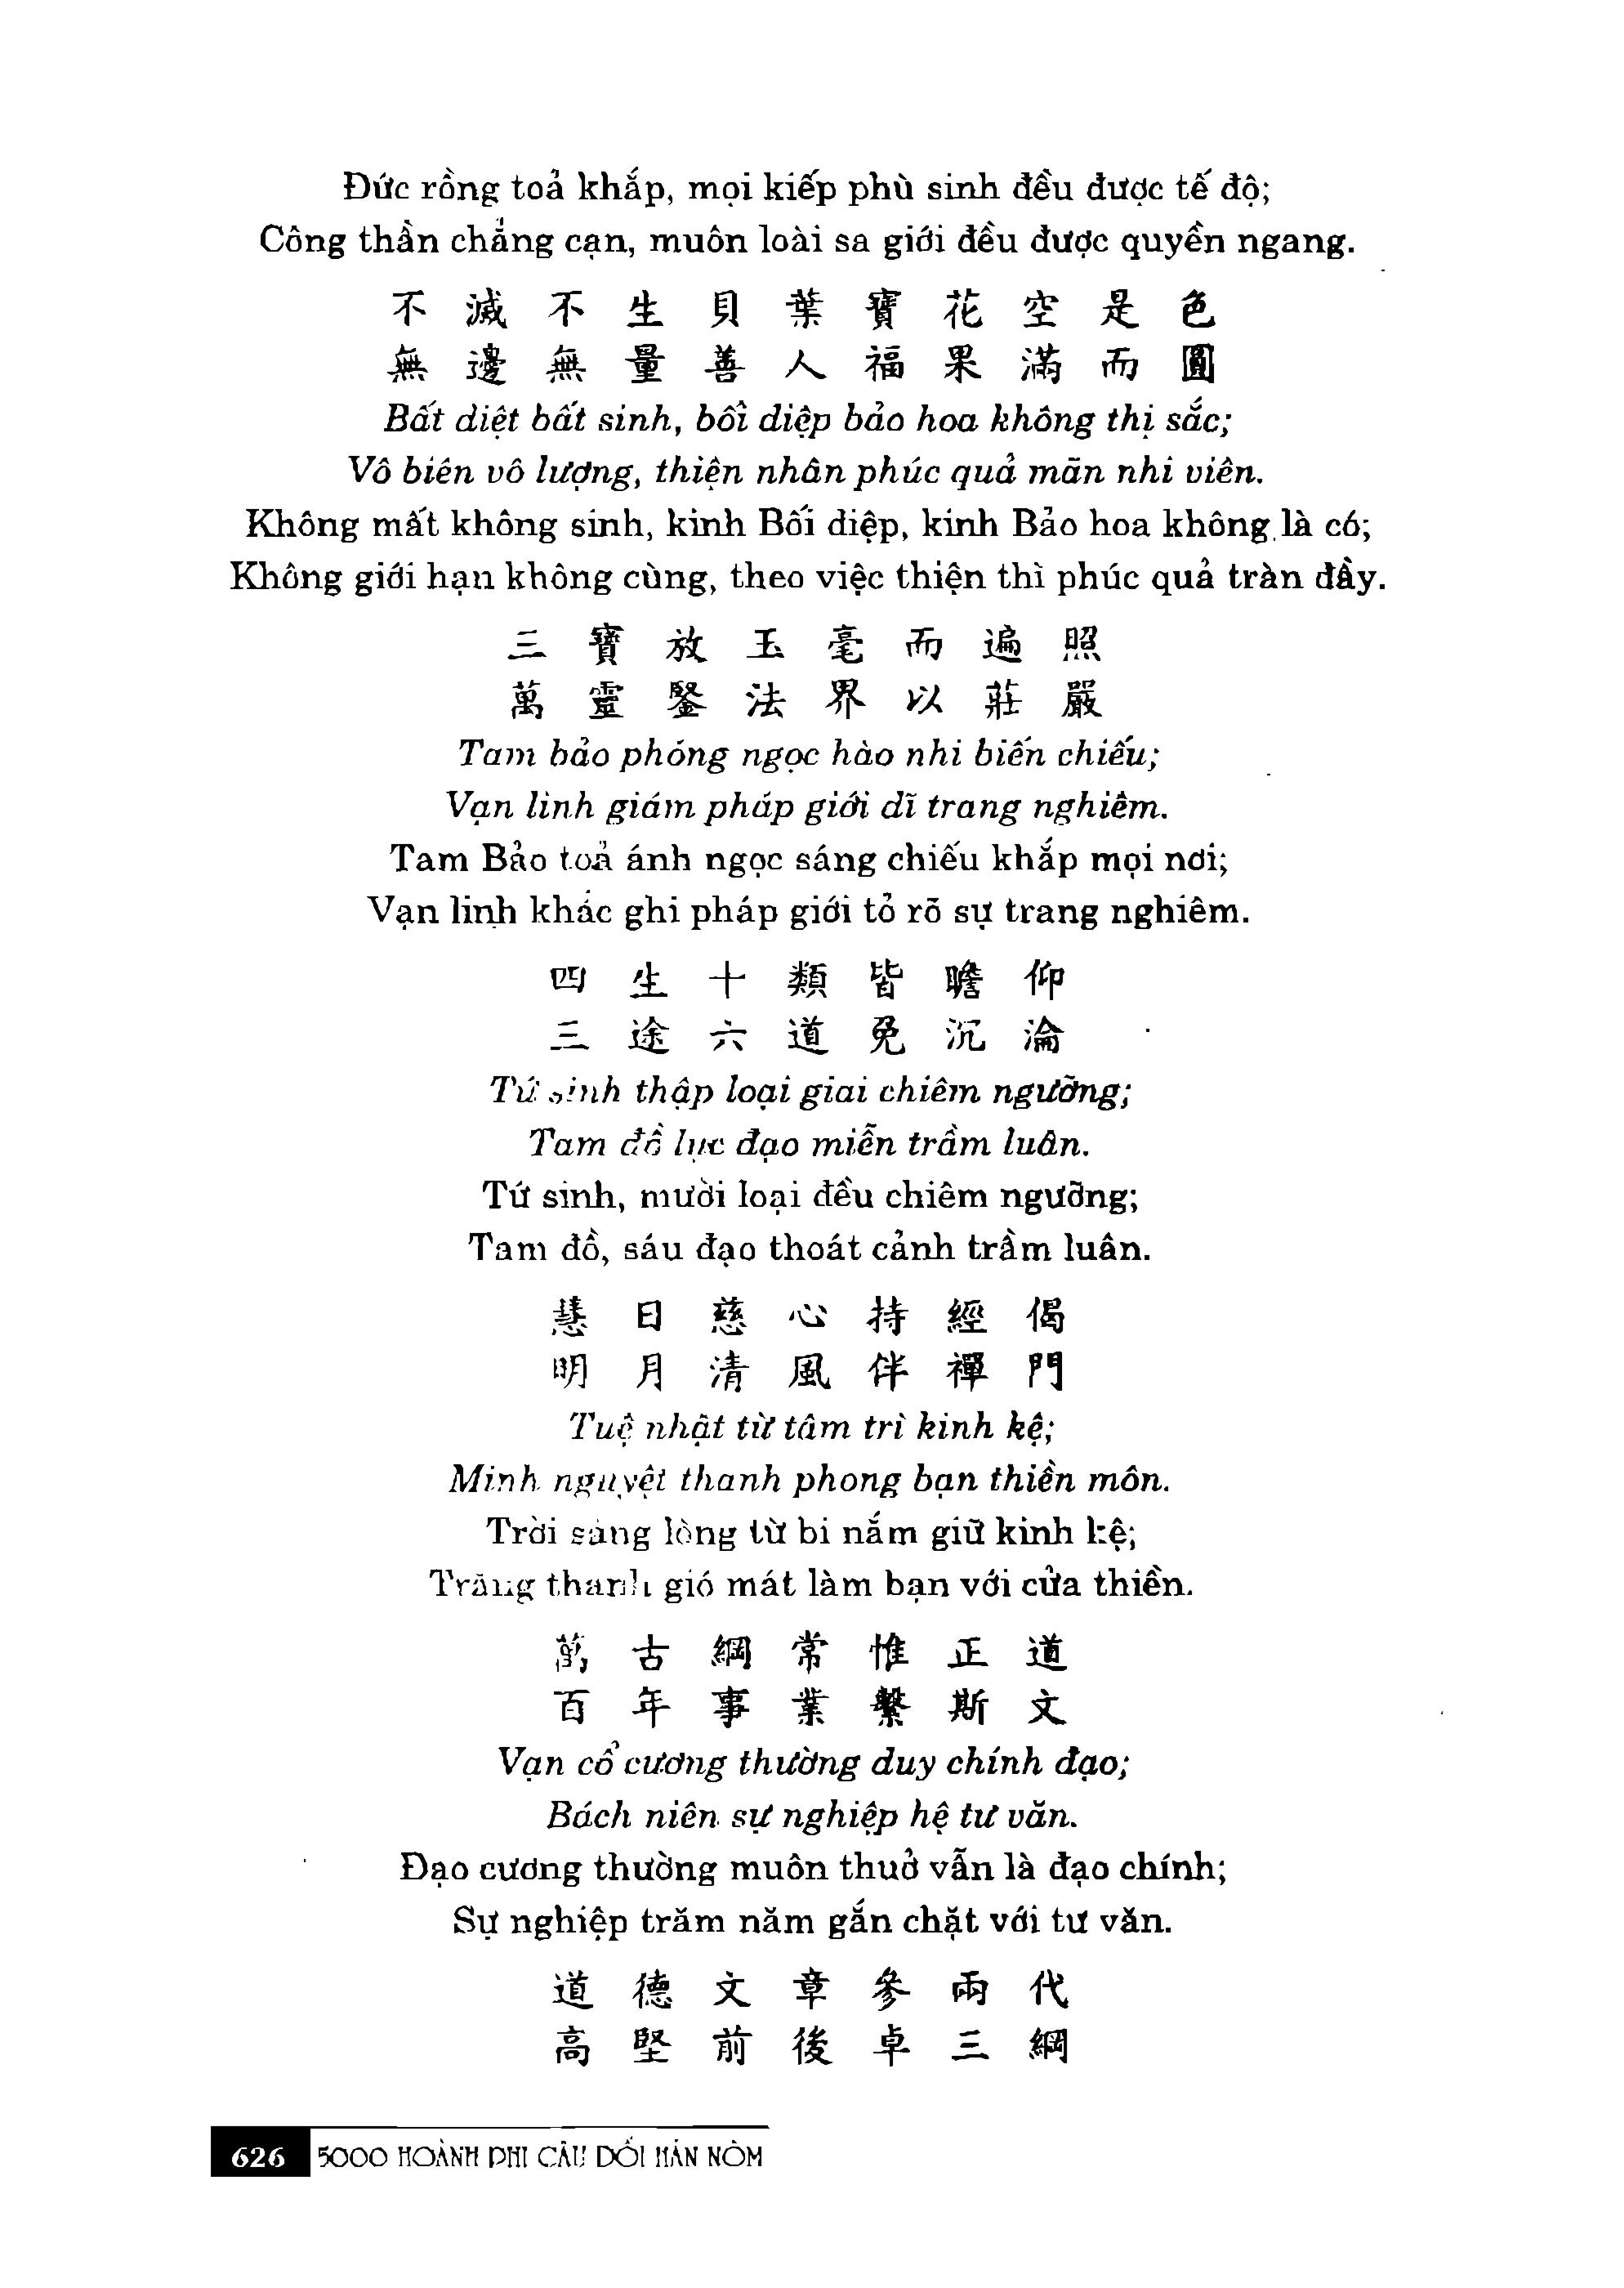 Đức rồng toả khắp, mọi kiếp phù sinh đều được tế độ;
Công thần chẳng cạn, muôn loài sa giới đều được quyền ngang.
不滅不生貝葉寶花空是色
無邊無量善人福果滿而圓
Bất diệt bất sinh, bối diệp bảo hoa không thị sắc;
Vô biên vô lượng, thiện nhân phúc quả mãn nhi viên.
Không mất không sinh, kinh Bối diệp, kinh Bảo hoa không là có;
Không giới hạn không cùng, theo việc thiện thì phúc quả tràn đầy.
三寶放玉毫而遍照
萬靈鑒法界以莊嚴
Tam bảo phóng ngọc hào nhi biến chiếu;
Vạn linh giám pháp giới dĩ trang nghiêm.
Tam Bảo toả ánh ngọc sáng chiếu khắp mọi nơi;
Vạn linh khác ghi pháp giới tỏ rõ sự trang nghiêm.
四生十類皆瞻仰
三途六道免沉淪
Tứ sinh thập loại giai chiêm ngưỡng;
Tam đồ lục đạo miễn trầm luân.
Tứ sinh, mười loại đều chiêm ngưỡng;
Tam đồ, sáu đạo thoát cảnh trầm luân.
慧日慈心持經偈
明月清風伴禪門
Tuệ nhật từ tâm trì kinh kệ;
Minh nguyệt thanh phong bạn thiền môn.
Trời sáng lòng từ bi nắm giữ kinh kệ;
Trăng thanh gió mát làm bạn với cửa thiền.
萬古綱常惟正道
百年事業繫斯文
Vạn cổ cương thường duy chính đạo;
Bách niên sự nghiệp hệ tư văn.
Đạo cương thường muôn thuở vẫn là đạo chính;
Sự nghiệp trăm năm gắn chặt với tư văn.
道德文章參兩代
高堅前後卓三綱
626 5000 HOÀNH PHI CÂU ĐỐI HÁN NÔM